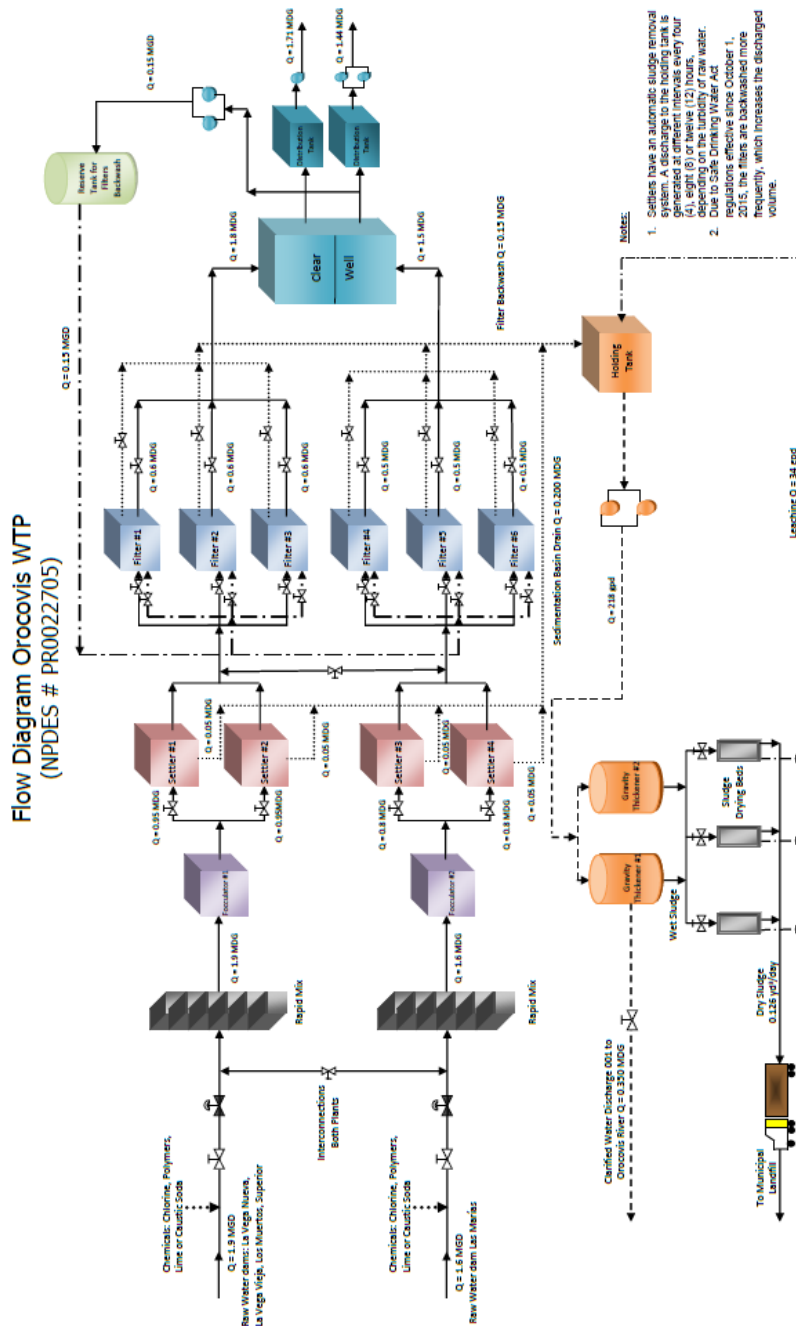 Flow Diagram Orocovis WTP
(NPDES # PR0022705)
Chemicals: Chlorine, Polymers,
Lime or Caustic Soda
Q = 1.9 MGD
Raw Water dams: La Vega Nueva,
La Vega Vieja, Los Muertos, Superior
Interconnections
Both Plants
Chemicals: Chlorine, Polymers,
Lime or Caustic Soda
Q = 1.6 MGD
Raw Water dam Las Marías
Rapid Mix
Q = 1.9 MDG
Rapid Mix
Q = 1.6 MDG
Flocculator #1
Flocculator #2
Q = 0.95 MDG
Q = 0.95MDG
Q = 0.8 MDG
Q = 0.8 MDG
Settler #1
Settler #2
Settler #3
Settler #4
Q = 0.05 MDG
Q = 0.05 MDG
Q = 0.05 MDG
Q = 0.05 MDG
Filter #1
Filter #2
Filter #3
Filter #4
Filter #5
Filter #6
Q = 0.6 MDG
Q = 0.6 MDG
Q = 0.6 MDG
Q = 0.5 MDG
Q = 0.5 MDG
Q = 0.5 MDG
Q = 0.15 MGD
Sedimentation Basin Drain Q = 0.200 MDG
Q = 1.8 MDG
Q = 1.5 MDG
Clear
Well
Filter Backwash Q = 0.15 MDG
Reserve
Tank for
Filters
Backwash
Q = 0.15 MGD
Distribution
Tank
Distribution
Tank
Q = 1.71 MDG
Q = 1.44 MDG
Holding
Tank
Q = 218 gpd
Gravity
Thickener #1
Gravity
Thickener #2
Wet Sludge
Sludge
Drying Beds
Clarified Water Discharge 001 to
Orocovis River Q = 0.350 MDG
Dry Sludge
0.126 yd³/day
To Municipal
Landfill
Leaching Q = 34 gpd
Notes:
1. Settlers have an automatic sludge removal
system. A discharge to the holding tank is
generated at different intervals every four
(4), eight (8) or twelve (12) hours,
depending on the turbidity of raw water.
2. Due to Safe Drinking Water Act
regulations effective since October 1,
2015, the filters are backwashed more
frequently, which increases the discharged
volume.